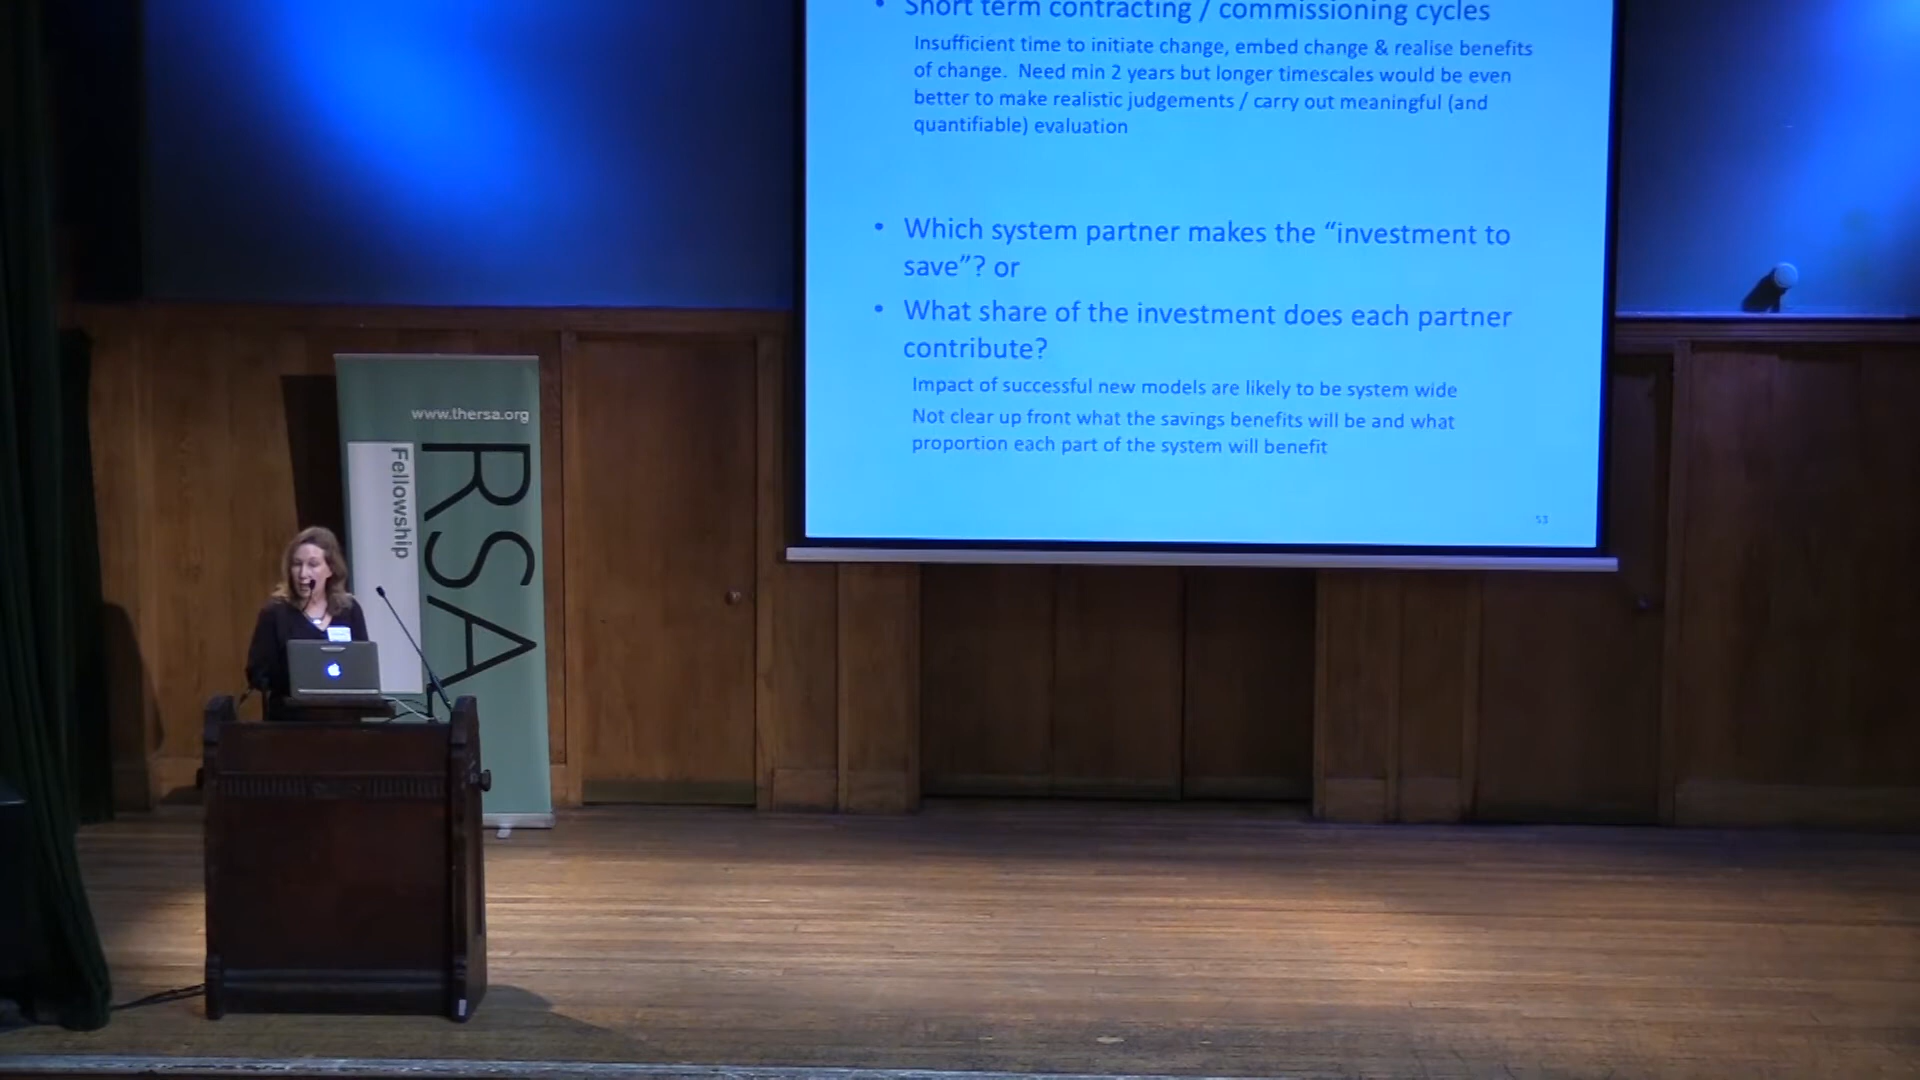 • Short term contracting / commissioning cycles
Insufficient time to initiate change, embed change & realise benefits
of change. Need min 2 years but longer timescales would be even
better to make realistic judgements / carry out meaningful (and
quantifiable) evaluation
• Which system partner makes the “investment to
save”? or
• What share of the investment does each partner
contribute?
Impact of successful new models are likely to be system wide
Not clear up front what the savings benefits will be and what
proportion each part of the system will benefit
53
www.thersa.org
RSA
Fellowship